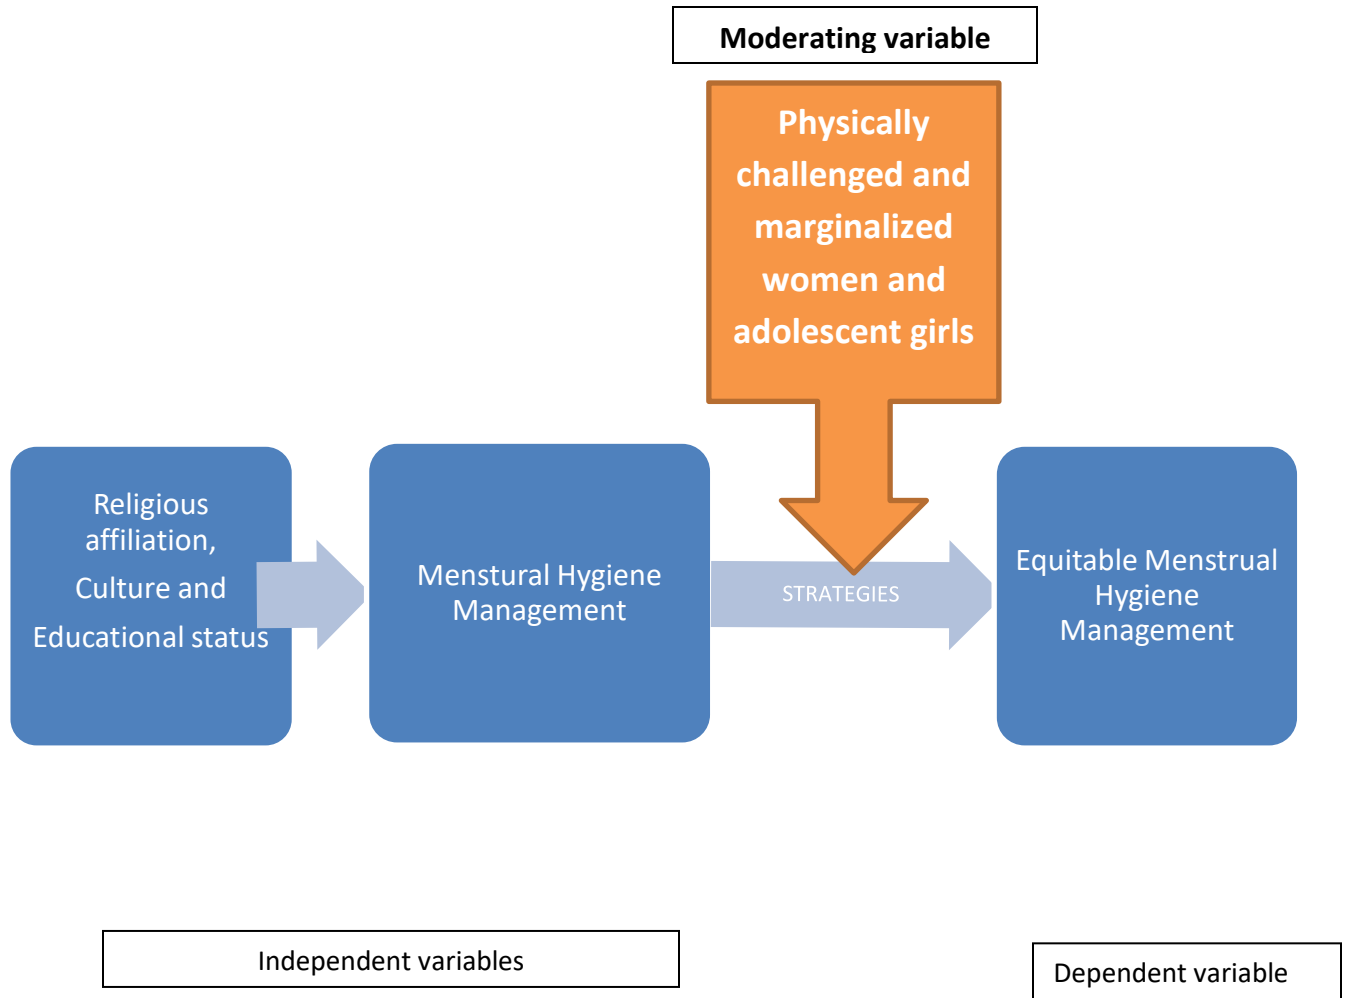 Moderating variable
Physically
challenged and
marginalized
women and
adolescent girls
Religious
affiliation,
Culture and
Educational status
Menstural Hygiene
Management
STRATEGIES
Equitable Menstrual
Hygiene
Management
Independent variables
Dependent variable